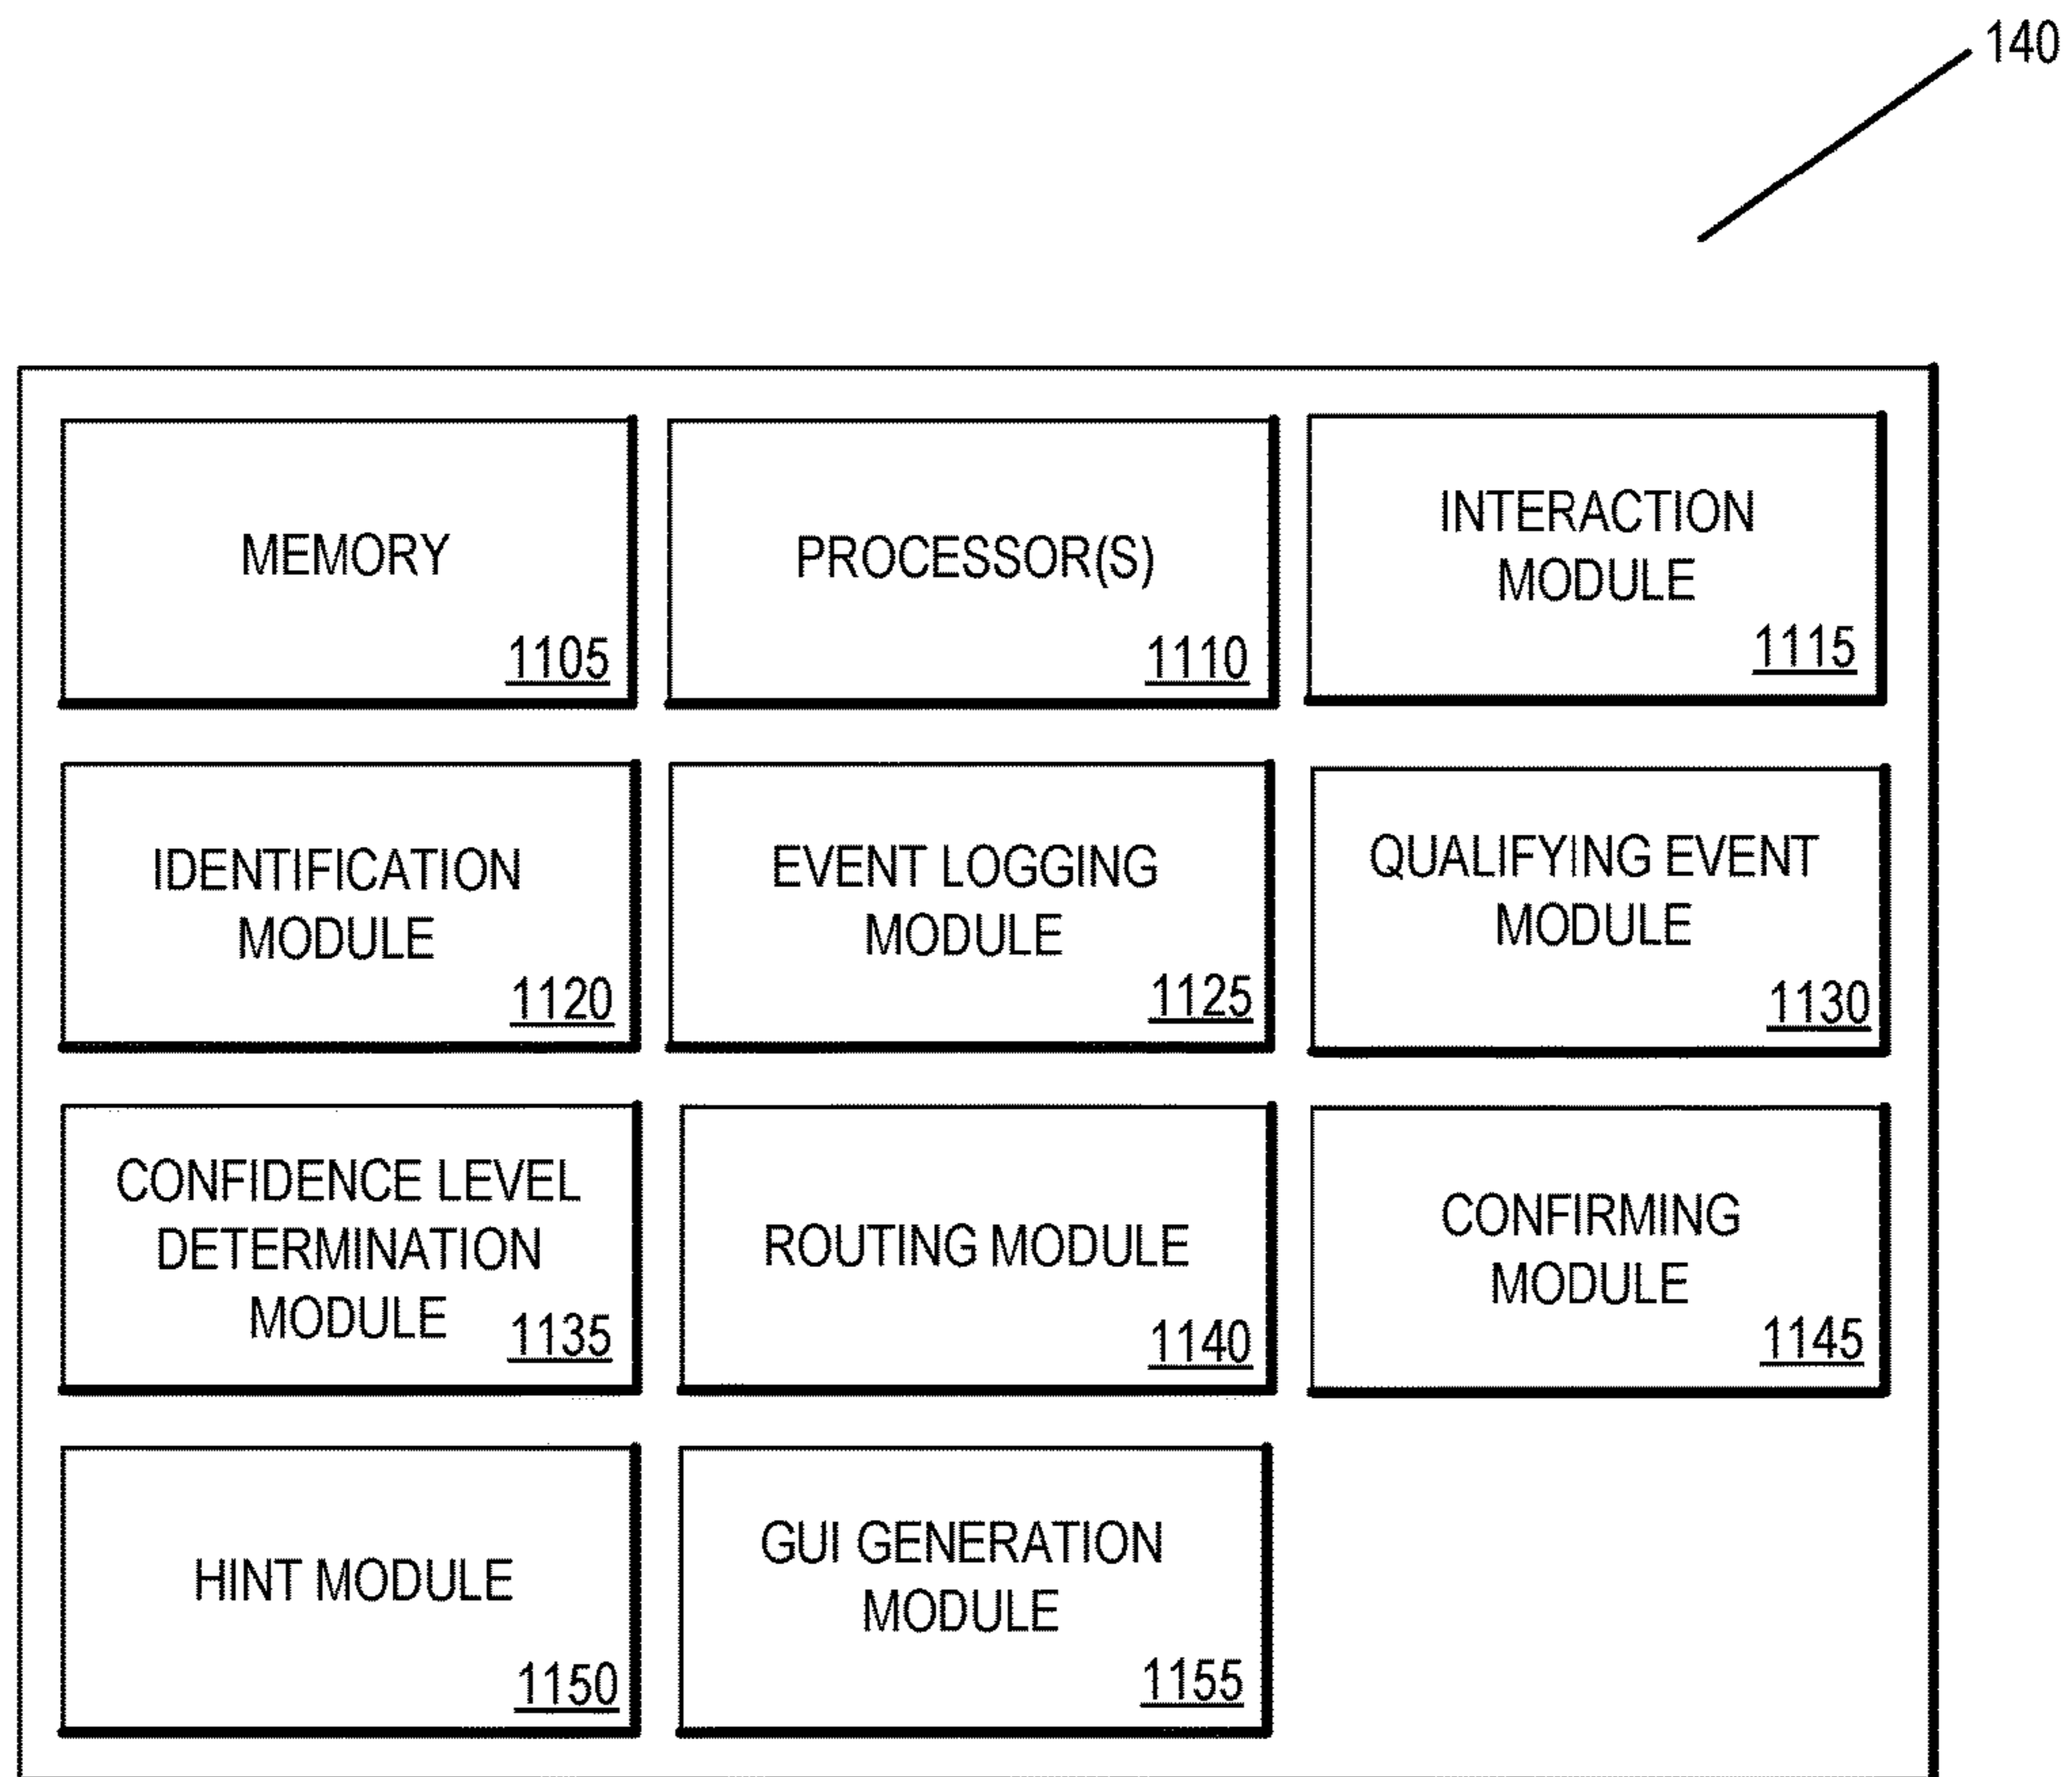 140
MEMORY
1105
PROCESSOR(S)
1110
INTERACTION
MODULE
1115
IDENTIFICATION
MODULE
1120
EVENT LOGGING
MODULE
1125
QUALIFYING EVENT
MODULE
1130
CONFIDENCE LEVEL
DETERMINATION
MODULE
1135
ROUTING MODULE
1140
CONFIRMING
MODULE
1145
HINT MODULE
1150
GUI GENERATION
MODULE
1155